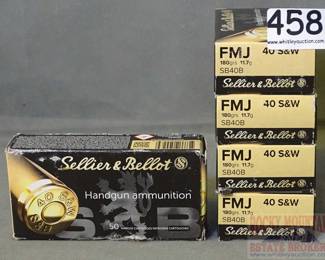 458
www.whitleyauction.com
Sellier & Bellot
FMJ 40 S&W
180grs. 11.7g
SB40B
Sellier & Bellot
FMJ 40 S&W
180grs. 11.7g
SB40B
Sellier & Bellot
FMJ 40 S&W
180grs. 11.7g
SB40B
Sellier & Bellot
FMJ 40 S&W
180grs. 11.7g
SB40B
Sellier & Bellot
Handgun ammunition
40 S&W
S&B
S&B
50
ROCKY MOUNTAIN
ESTATE BROKERS